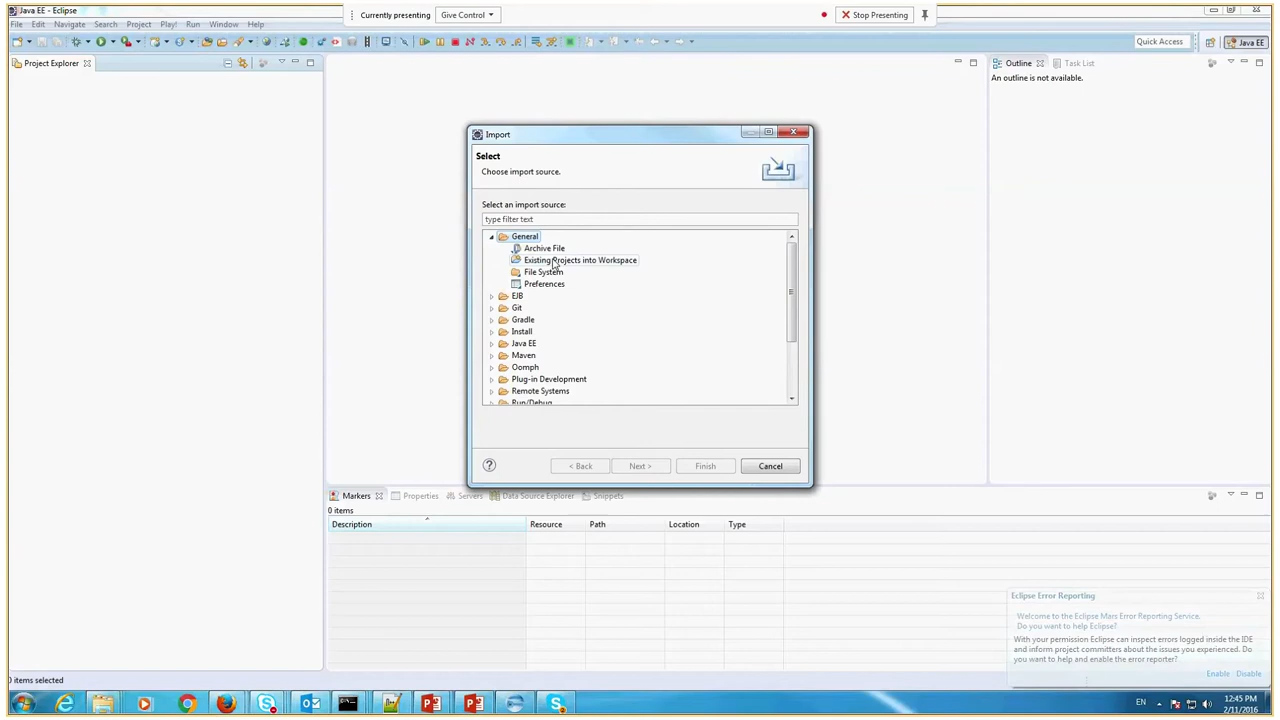 Java EE - Eclipse
Currently presenting
Give Control
Stop Presenting
File Edit Navigate Search Project Play! Run Window Help
Quick Access
Java EE
Project Explorer
Outline
Task List
An outline is not available.
Import
Select
Choose import source.
Select an import source:
type filter text
General
Archive File
Existing Projects into Workspace
File System
Preferences
EJB
Git
Gradle
Install
Java EE
Maven
Oomph
Plug-in Development
Remote Systems
Run/Debug
< Back
Next >
Finish
Cancel
Markers
Properties
Servers
Data Source Explorer
Snippets
0 items
Description Resource Path Location Type
Eclipse Error Reporting
Welcome to the Eclipse Mars Error Reporting Service.
Do you want to help Eclipse?
With your permission Eclipse can inspect errors logged inside the IDE
and inform project committers about the issues you experienced. Do
you want to help and enable the error reporter?
Enable Disable
0 items selected
EN
12:45 PM
2/11/2016